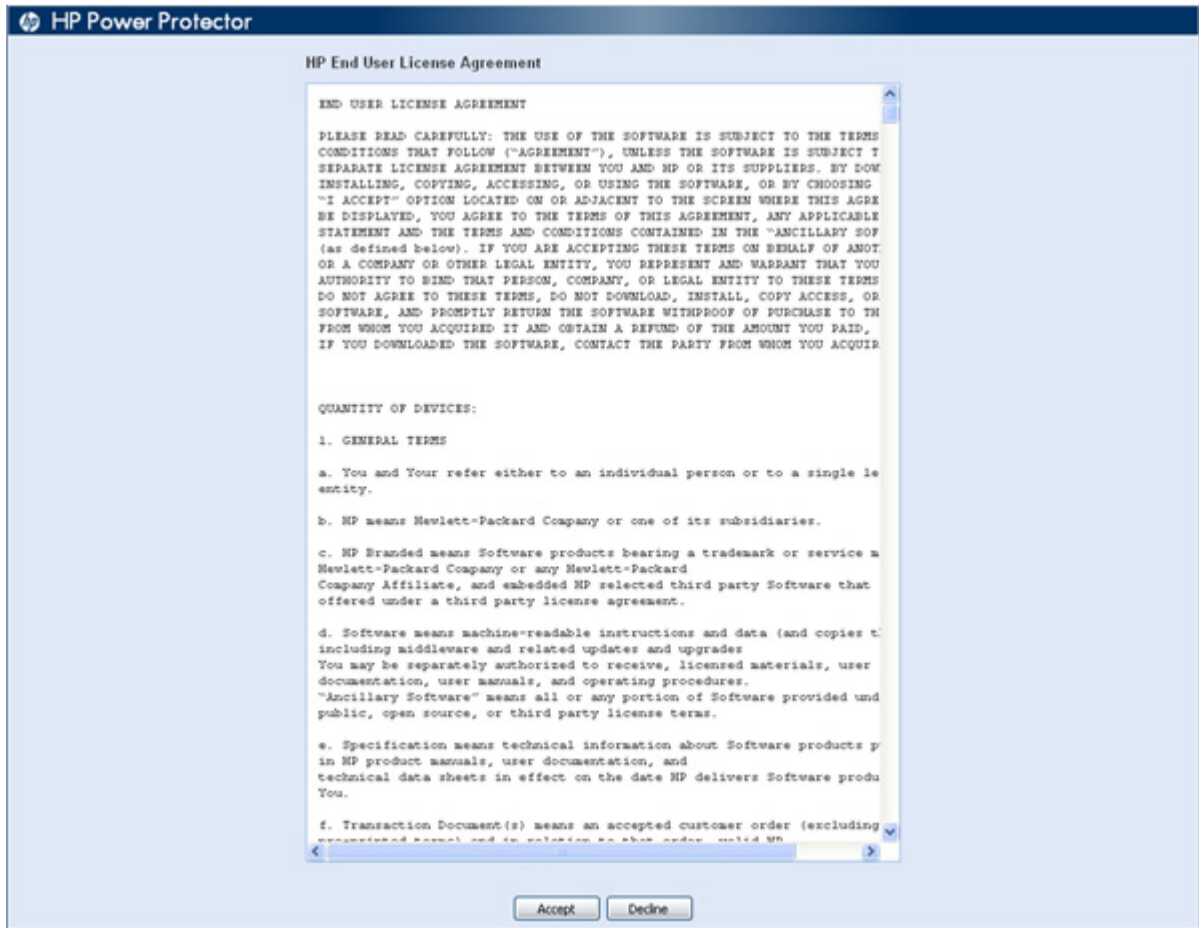 HP Power Protector
HP End User License Agreement
END USER LICENSE AGREEMENT
PLEASE READ CAREFULLY: THE USE OF THE SOFTWARE IS SUBJECT TO THE TERMS
CONDITIONS THAT FOLLOW ("AGREEMENT"), UNLESS THE SOFTWARE IS SUBJECT T
SEPARATE LICENSE AGREEMENT BETWEEN YOU AND HP OR ITS SUPPLIERS. BY DOW
INSTALLING, COPYING, ACCESSING, OR USING THE SOFTWARE, OR BY CHOOSING
"I ACCEPT" OPTION LOCATED ON OR ADJACENT TO THE SCREEN WHERE THIS AGRE
BE DISPLAYED, YOU AGREE TO THE TERMS OF THIS AGREEMENT, ANY APPLICABLE
STATEMENT AND THE TERMS AND CONDITIONS CONTAINED IN THE "ANCILLARY SOF
(as defined below). IF YOU ARE ACCEPTING THESE TERMS ON BEHALF OF ANOT
OR A COMPANY OR OTHER LEGAL ENTITY, YOU REPRESENT AND WARRANT THAT YOU
AUTHORITY TO BIND THAT PERSON, COMPANY, OR LEGAL ENTITY TO THESE TERMS
DO NOT AGREE TO THESE TERMS, DO NOT DOWNLOAD, INSTALL, COPY ACCESS, OR
SOFTWARE, AND PROMPTLY RETURN THE SOFTWARE WITHPROOF OF PURCHASE TO TH
FROM WHOM YOU ACQUIRED IT AND OBTAIN A REFUND OF THE AMOUNT YOU PAID,
IF YOU DOWNLOADED THE SOFTWARE, CONTACT THE PARTY FROM WHOM YOU ACQUIR
QUANTITY OF DEVICES:
1. GENERAL TERMS
a. You and Your refer either to an individual person or to a single le
entity.
b. HP means Hewlett-Packard Company or one of its subsidiaries.
c. HP Branded means Software products bearing a trademark or service m
Hewlett-Packard Company or any Hewlett-Packard
Company Affiliate, and embedded HP selected third party Software that
offered under a third party license agreement.
d. Software means machine-readable instructions and data (and copies t
including middleware and related updates and upgrades
You may be separately authorized to receive, licensed materials, user
documentation, user manuals, and operating procedures.
"Ancillary Software" means all or any portion of Software provided und
public, open source, or third party license terms.
e. Specification means technical information about Software products p
in HP product manuals, user documentation, and
technical data sheets in effect on the date HP delivers Software produ
You.
f. Transaction Document(s) means an accepted customer order (excluding
preprinted terms) and in relation to that order, valid HP
Accept
Decline